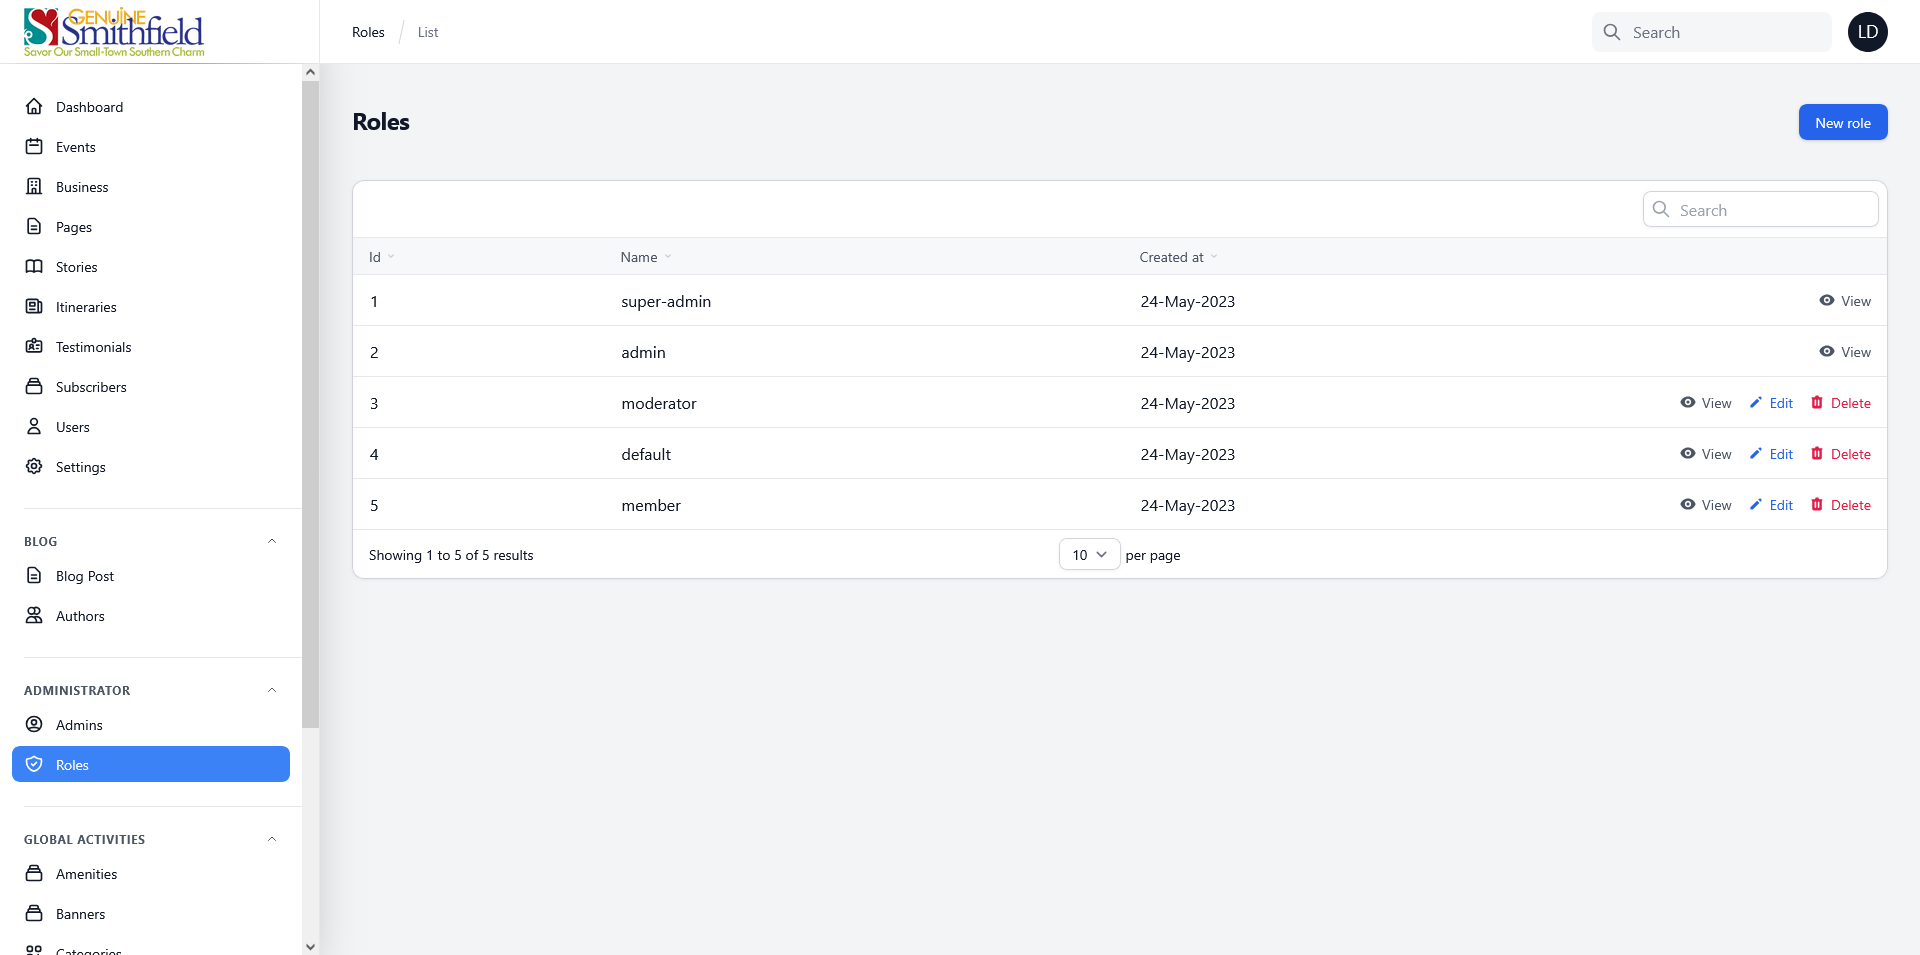 GENUINE
Smithfield
Savor Our Small-Town Southern Charm
Roles
List
Search
LD
Dashboard
Events
Business
Pages
Stories
Itineraries
Testimonials
Subscribers
Users
Settings
BLOG
Blog Post
Authors
ADMINISTRATOR
Admins
Roles
GLOBAL ACTIVITIES
Amenities
Banners
Categories
Roles
New role
Search
Id Name Created at
1 super-admin 24-May-2023 View
2 admin 24-May-2023 View
3 moderator 24-May-2023 View Edit Delete
4 default 24-May-2023 View Edit Delete
5 member 24-May-2023 View Edit Delete
Showing 1 to 5 of 5 results 10 per page